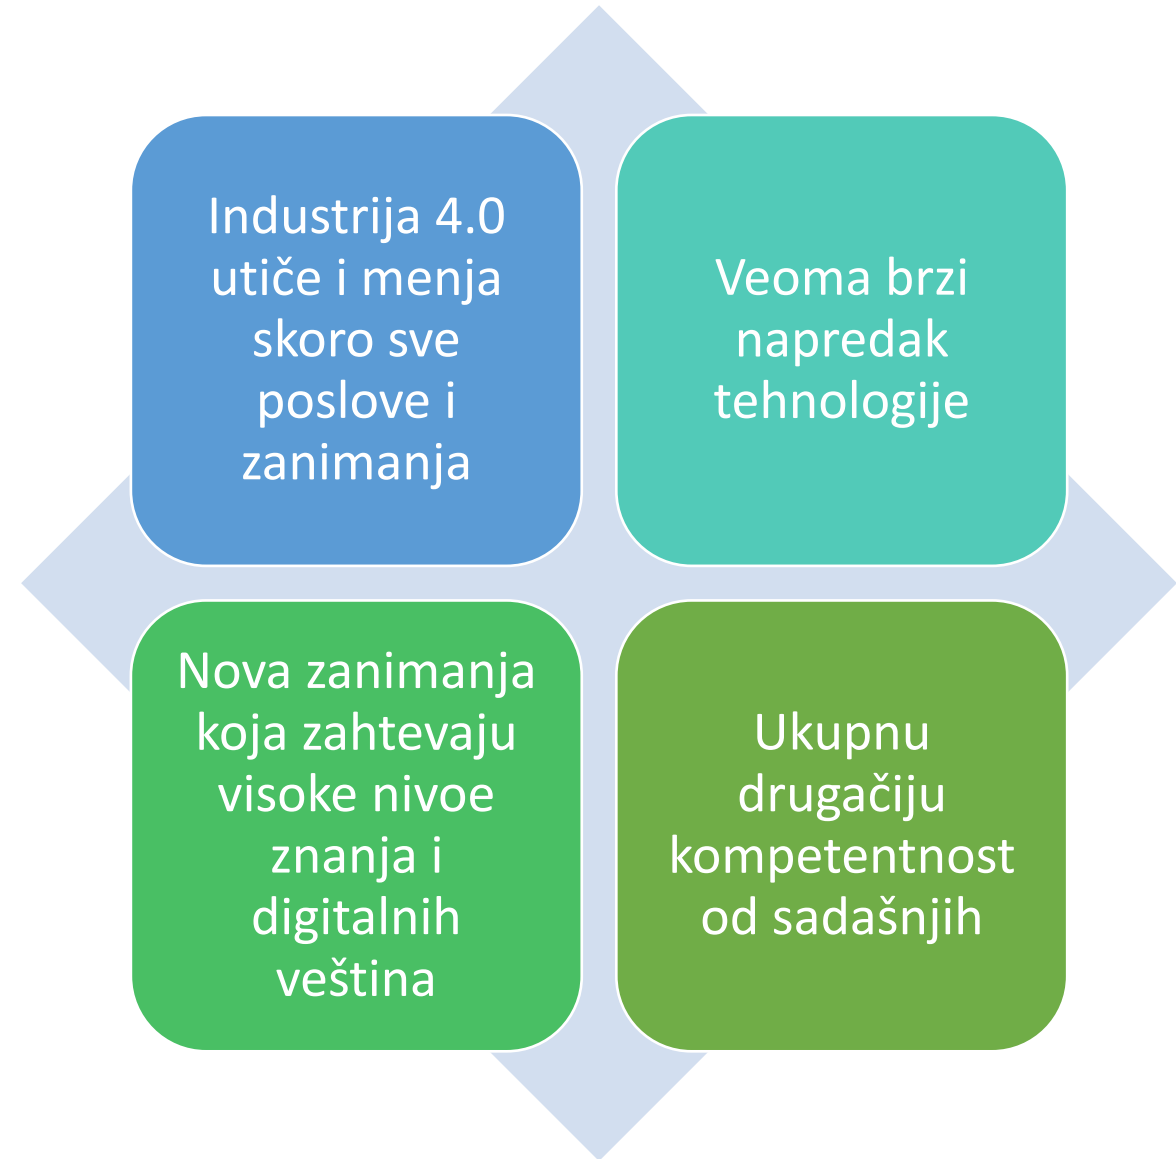 Industrija 4.0
utiče i menja
skoro sve
poslove i
zanimanja
Veoma brzi
napredak
tehnologije
Nova zanimanja
koja zahtevaju
visoke nivoe
znanja i
digitalnih
veština
Ukupnu
drugačiju
kompetentnost
od sadašnjih